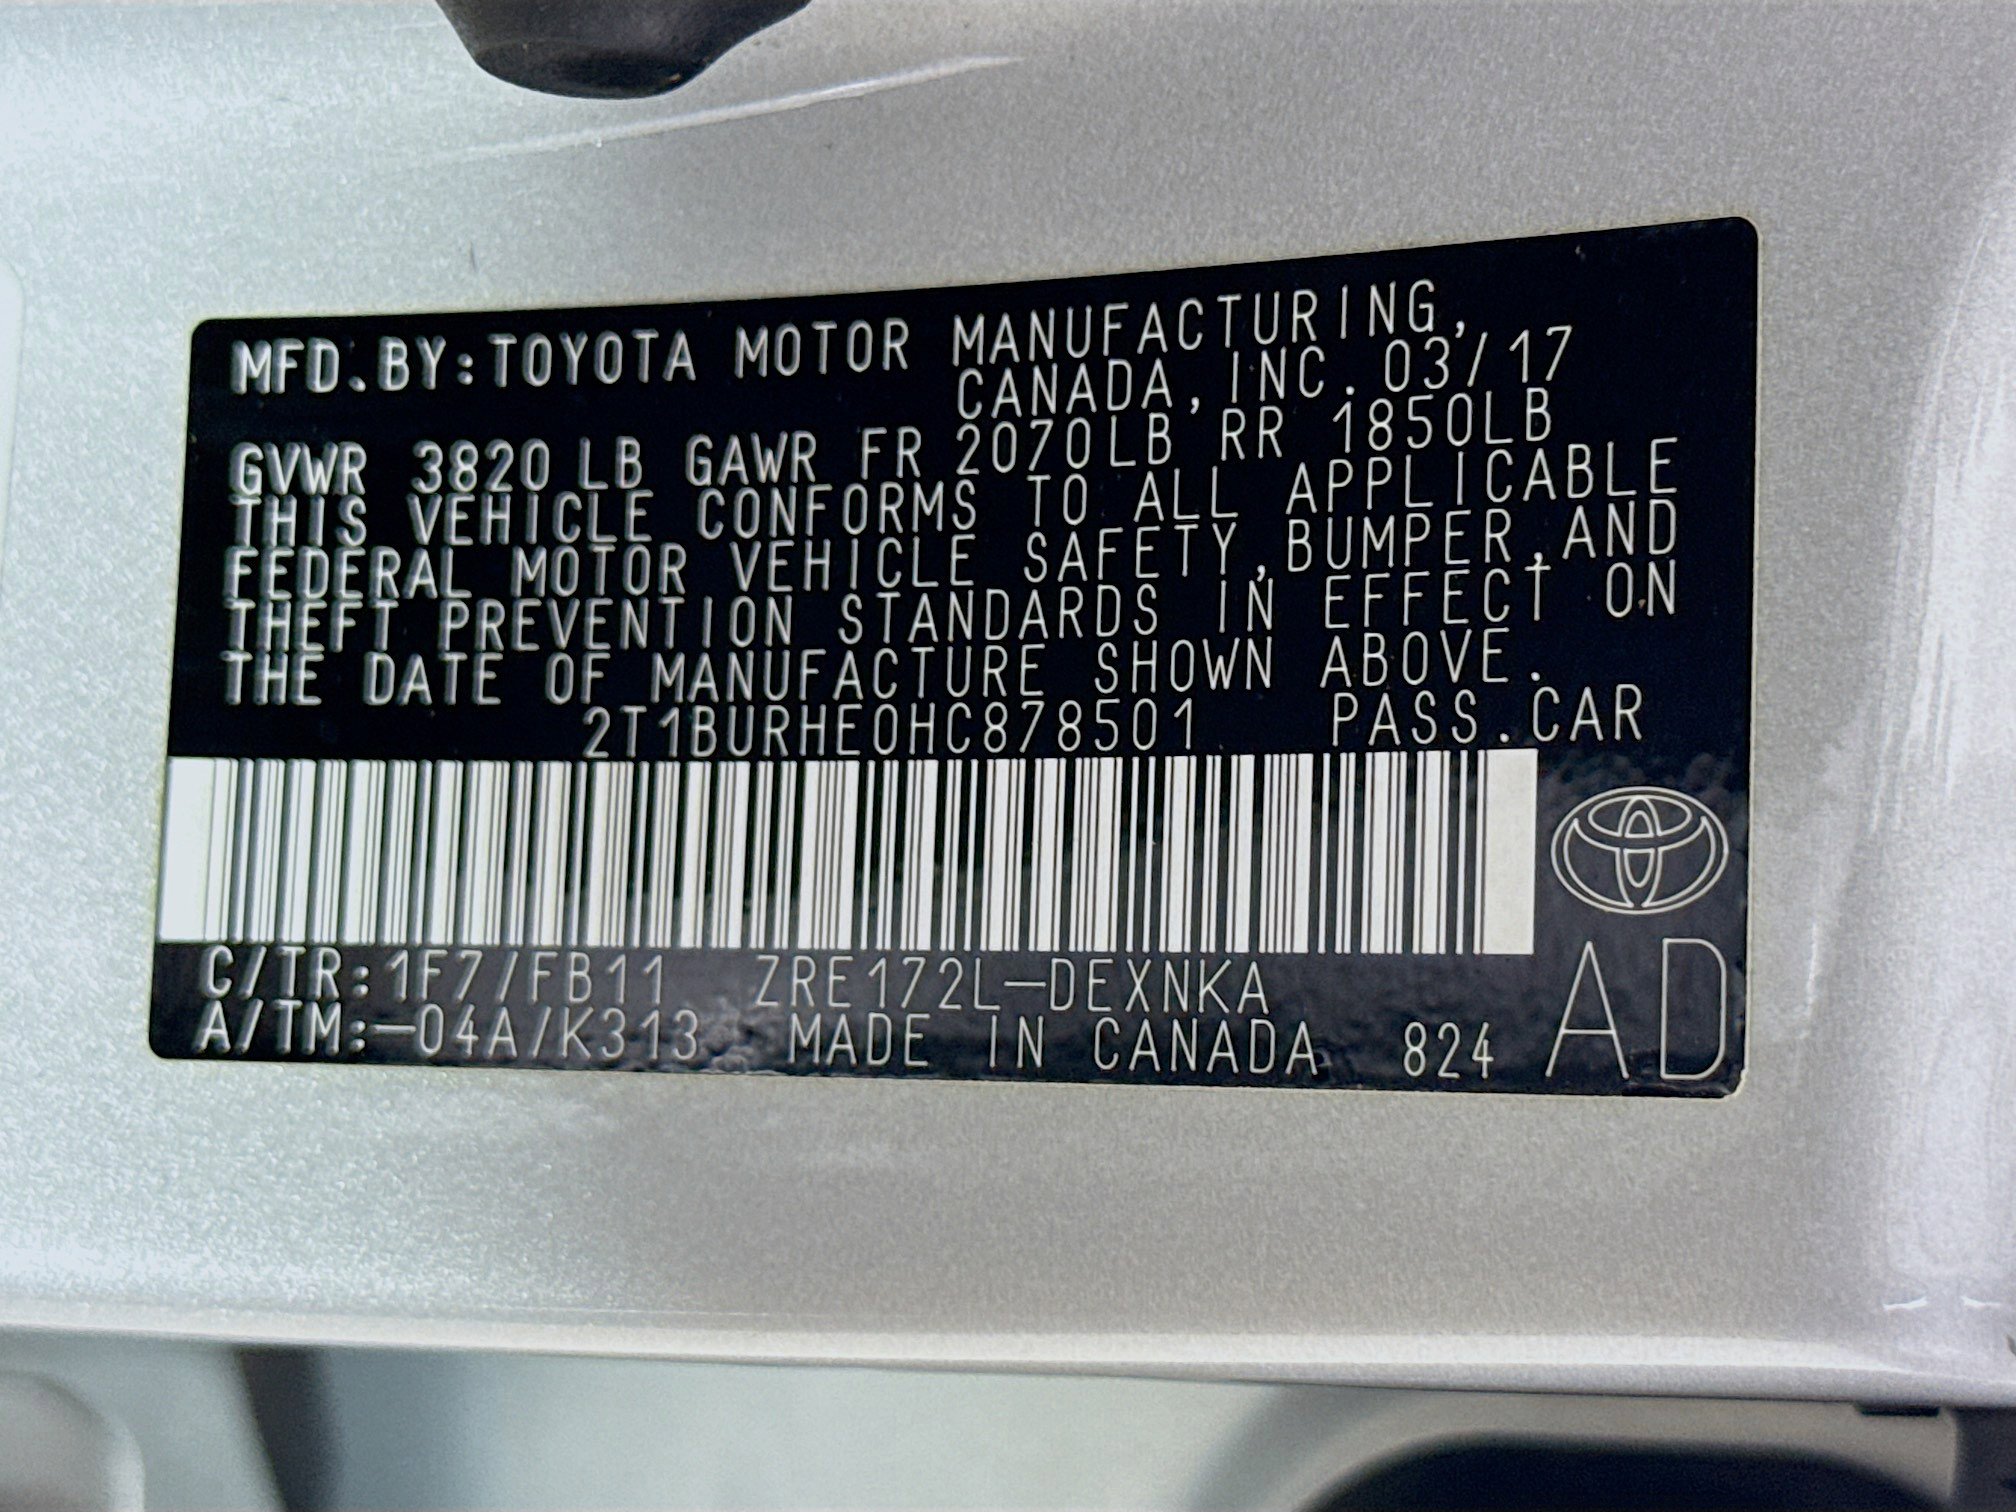 MFD.BY:TOYOTA MOTOR MANUFACTURING,
CANADA,INC. 03/17
GVWR 3820 LB GAWR FR 2070LB RR 1850LB
THIS VEHICLE CONFORMS TO ALL APPLICABLE
FEDERAL MOTOR VEHICLE SAFETY,BUMPER,AND
THEFT PREVENTION STANDARDS IN EFFECT ON
THE DATE OF MANUFACTURE SHOWN ABOVE.
2T1BURHE0HC878501 PASS.CAR
C/TR:1F7/FB11 ZRE172L-DEXNKA
A/TM:-04A/K313 MADE IN CANADA 824
AD